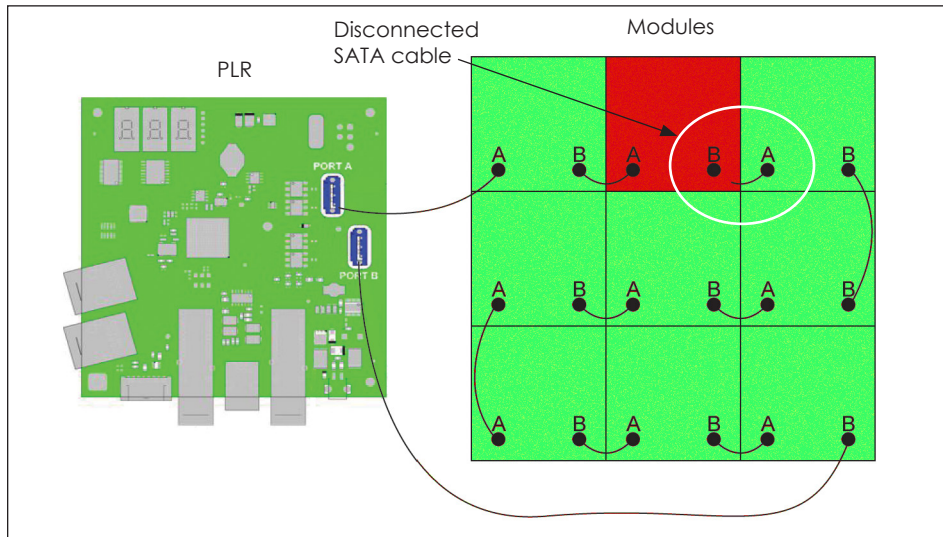 Disconnected
SATA cable
Modules
PLR
PORT A
PORT B
A B A B A B
A B A B A B
A B A B A B